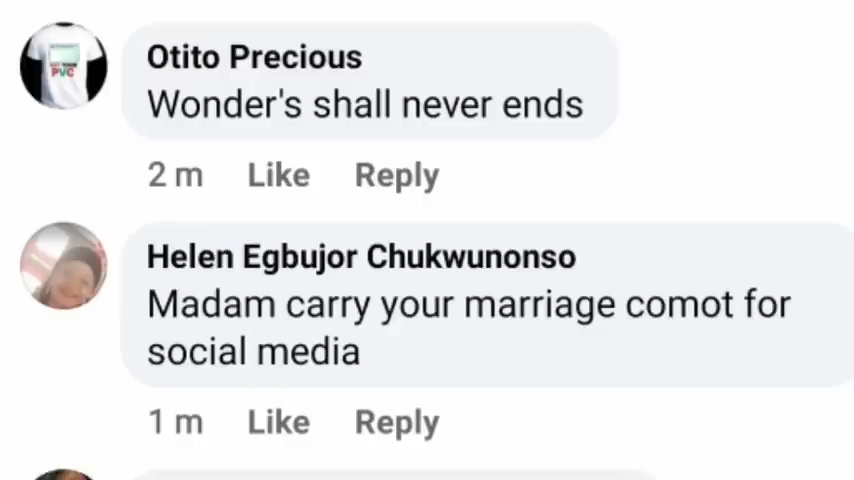 Otito Precious
Wonder's shall never ends
2 m Like Reply
Helen Egbujor Chukwunonso
Madam carry your marriage comot for
social media
1 m Like Reply
PVC